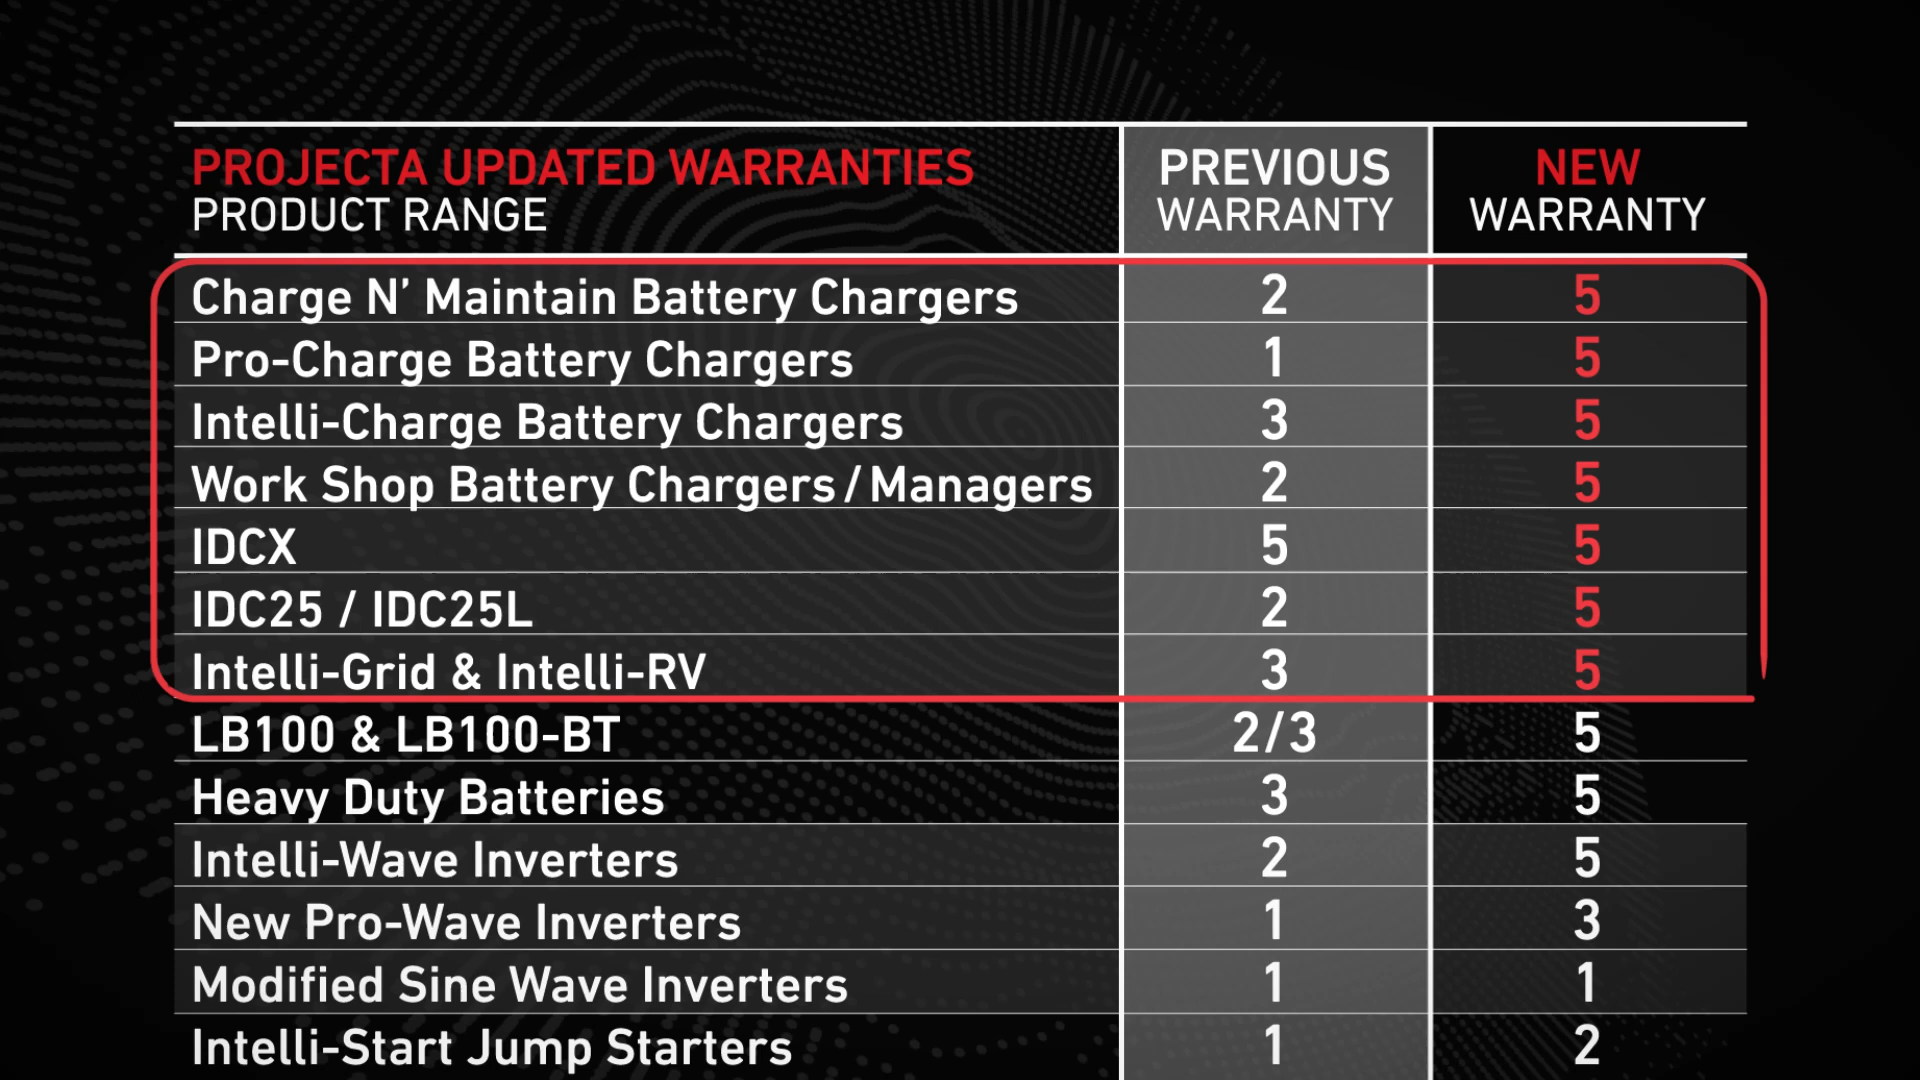 PROJECTA UPDATED WARRANTIES
PRODUCT RANGE
PREVIOUS
WARRANTY
NEW
WARRANTY
Charge N’ Maintain Battery Chargers 2 5
Pro-Charge Battery Chargers 1 5
Intelli-Charge Battery Chargers 3 5
Work Shop Battery Chargers / Managers 2 5
IDCX 5 5
IDC25 / IDC25L 2 5
Intelli-Grid & Intelli-RV 3 5
LB100 & LB100-BT 2/3 5
Heavy Duty Batteries 3 5
Intelli-Wave Inverters 2 5
New Pro-Wave Inverters 1 3
Modified Sine Wave Inverters 1 1
Intelli-Start Jump Starters 1 2